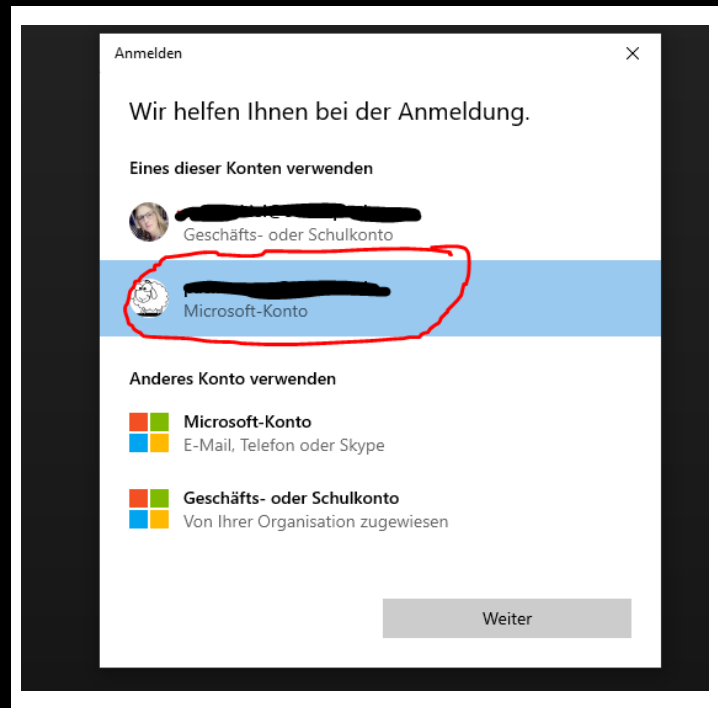 Anmelden
Wir helfen Ihnen bei der Anmeldung.
Eines dieser Konten verwenden
Geschäfts- oder Schulkonto
Microsoft-Konto
Anderes Konto verwenden
Microsoft-Konto
E-Mail, Telefon oder Skype
Geschäfts- oder Schulkonto
Von Ihrer Organisation zugewiesen
Weiter